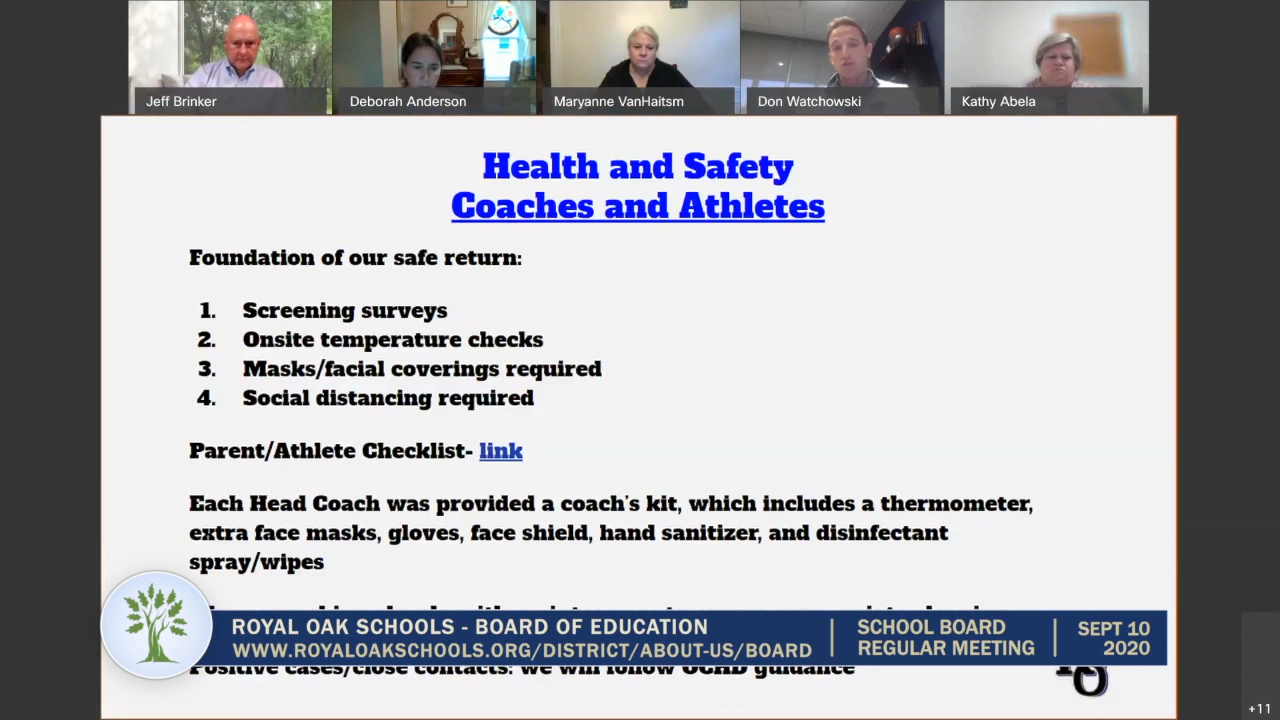 Jeff Brinker
Deborah Anderson
Maryanne VanHaitsm
Don Watchowski
Kathy Abela
Health and Safety
Coaches and Athletes
Foundation of our safe return:
1. Screening surveys
2. Onsite temperature checks
3. Masks/facial coverings required
4. Social distancing required
Parent/Athlete Checklist- link
Each Head Coach was provided a coach's kit, which includes a thermometer,
extra face masks, gloves, face shield, hand sanitizer, and disinfectant
spray/wipes
ROYAL OAK SCHOOLS - BOARD OF EDUCATION
WWW.ROYALOAKSCHOOLS.ORG/DISTRICT/ABOUT-US/BOARD
SCHOOL BOARD
REGULAR MEETING
SEPT 10
2020
Positive cases/close contacts: we will follow OCHD guidance
+11